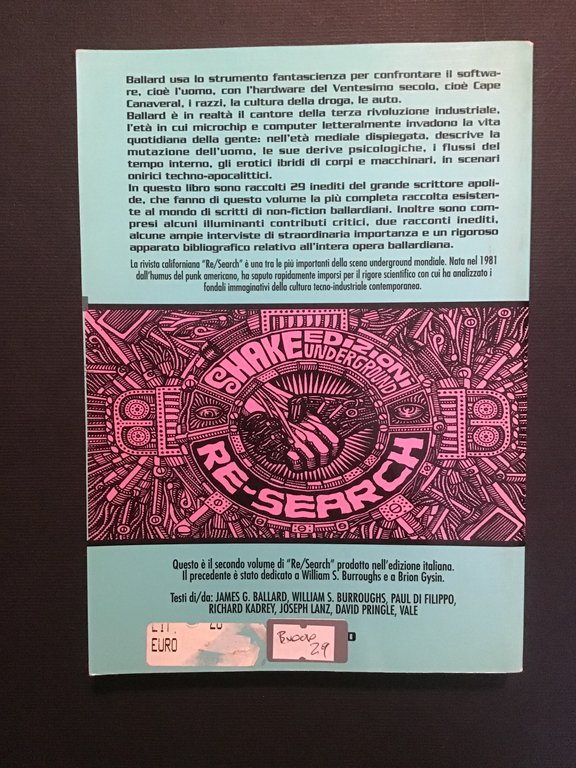 Ballard usa lo strumento fantascienza per confrontare il softwa-
re, cioè l'uomo, con l'hardware del Ventesimo secolo, cioè Cape
Canaveral, i razzi, la cultura della droga, le auto.
Ballard è in realtà il cantore della terza rivoluzione industriale,
l'età in cui microchip e computer letteralmente invadono la vita
quotidiana della gente: nell'età mediale dispiegata, descrive la
mutazione dell'uomo, le sue derive psicologiche, i flussi del
tempo interno, gli erotici ibridi di corpi e macchinari, in scenari
onirici techno-apocalittici.
In questo libro sono raccolti 29 inediti del grande scrittore apoli-
de, che fanno di questo volume la più completa raccolta esisten-
te al mondo di scritti di non-fiction ballardiani. Inoltre sono com-
presi alcuni illuminanti contributi critici, due racconti inediti,
alcune ampie interviste di straordinaria importanza e un rigoroso
apparato bibliografico relativo all'intera opera ballardiana.
La rivista californiana "Re/Search" è una tra le più importanti della scena underground mondiale. Nata nel 1981
dall'humus del punk americano, ha saputo rapidamente imporsi per il rigore scientifico con cui ha analizzato i
fondali immaginativi della cultura tecno-industriale contemporanea.
SHAKE EDIZIONI
UNDERGROUND
RE-SEARCH
Questo è il secondo volume di "Re/Search" prodotto nell'edizione italiana.
Il precedente è stato dedicato a William S. Burroughs e a Brion Gysin.
Testi di/da: JAMES G. BALLARD, WILLIAM S. BURROUGHS, PAUL DI FILIPPO,
RICHARD KADREY, JOSEPH LANZ, DAVID PRINGLE, VALE
LIT.
EURO
29